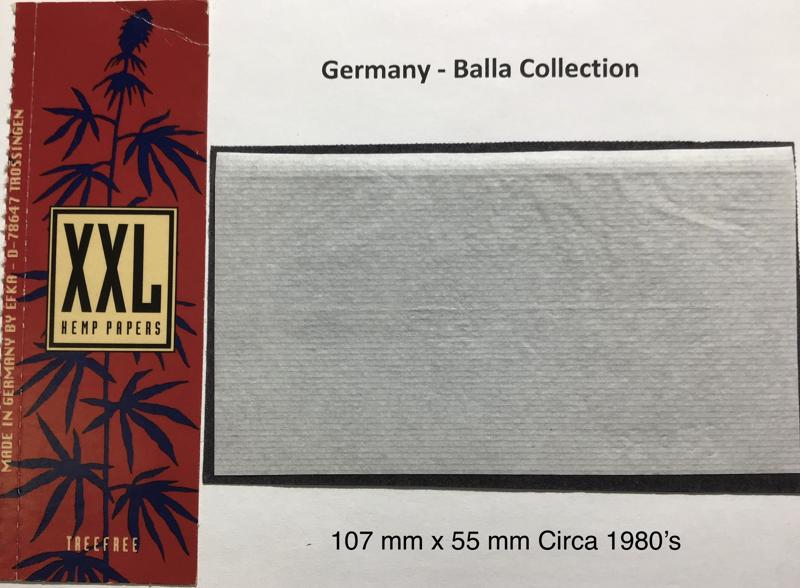 Germany - Balla Collection
MADE IN GERMANY BY EFKA - D-78647 TROSSINGEN
XXL
HEMP PAPERS
TREEFREE
107 mm x 55 mm Circa 1980's